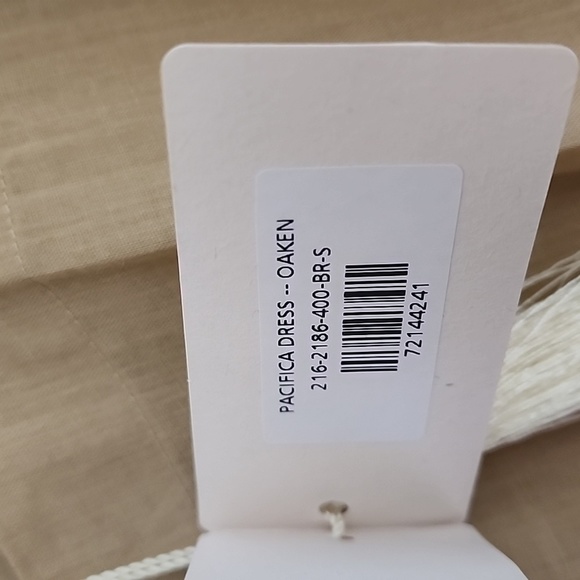 PACIFICA DRESS -- OAKEN
216-2186-400-BR-S
72144241